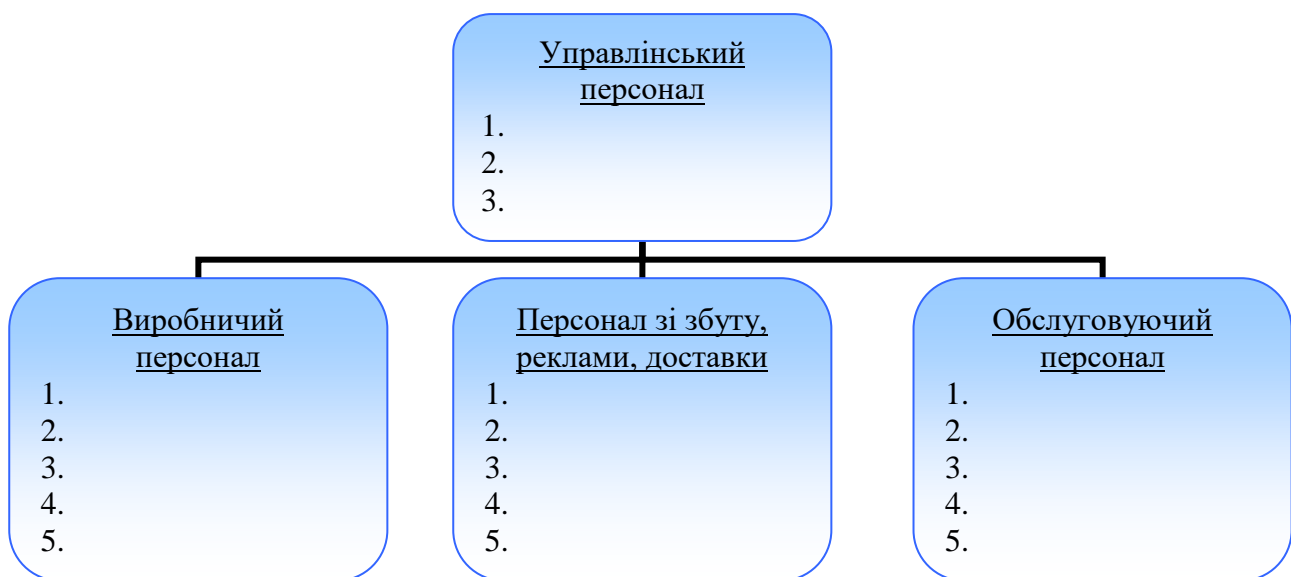 Управлінський
персонал
1.
2.
3.
Виробничий
персонал
1.
2.
3.
4.
5.
Персонал зі збуту,
реклами, доставки
1.
2.
3.
4.
5.
Обслуговуючий
персонал
1.
2.
3.
4.
5.